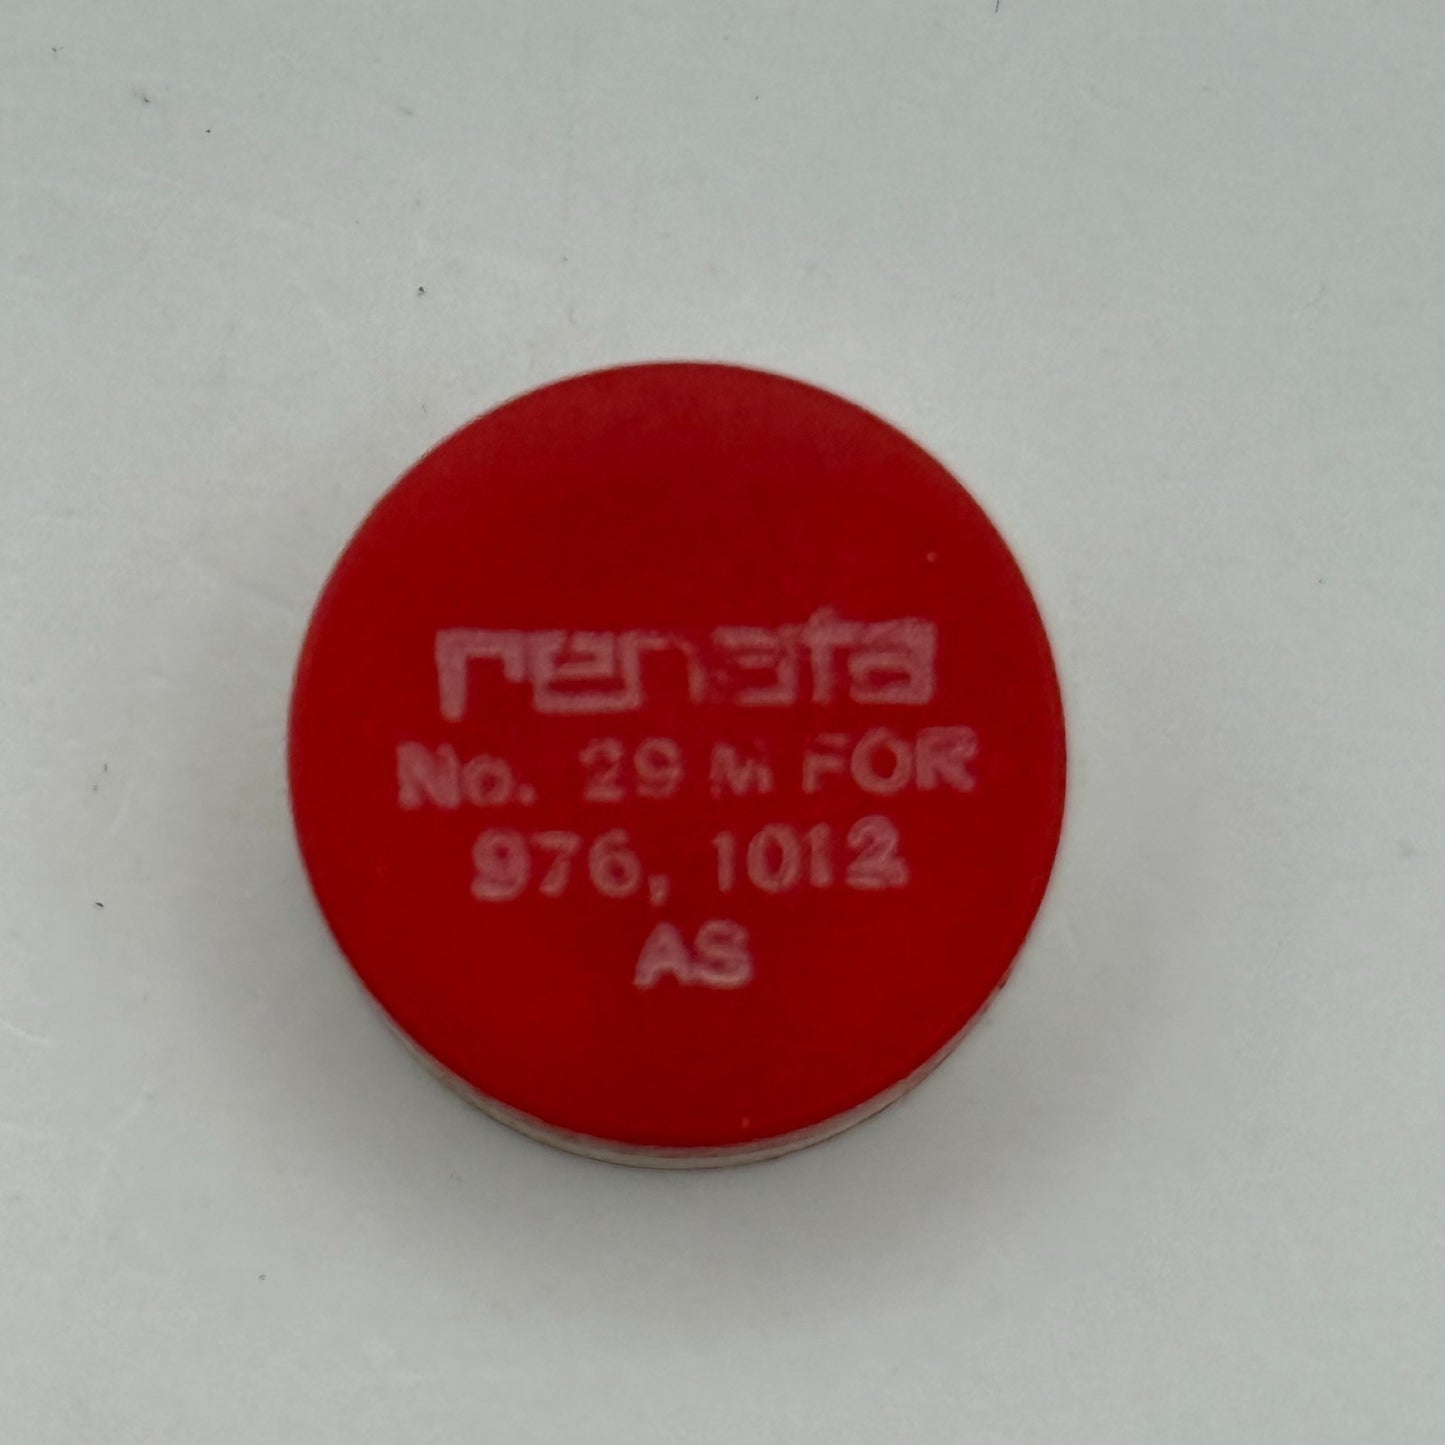 renata
No. 29 M FOR
976, 1012
AS